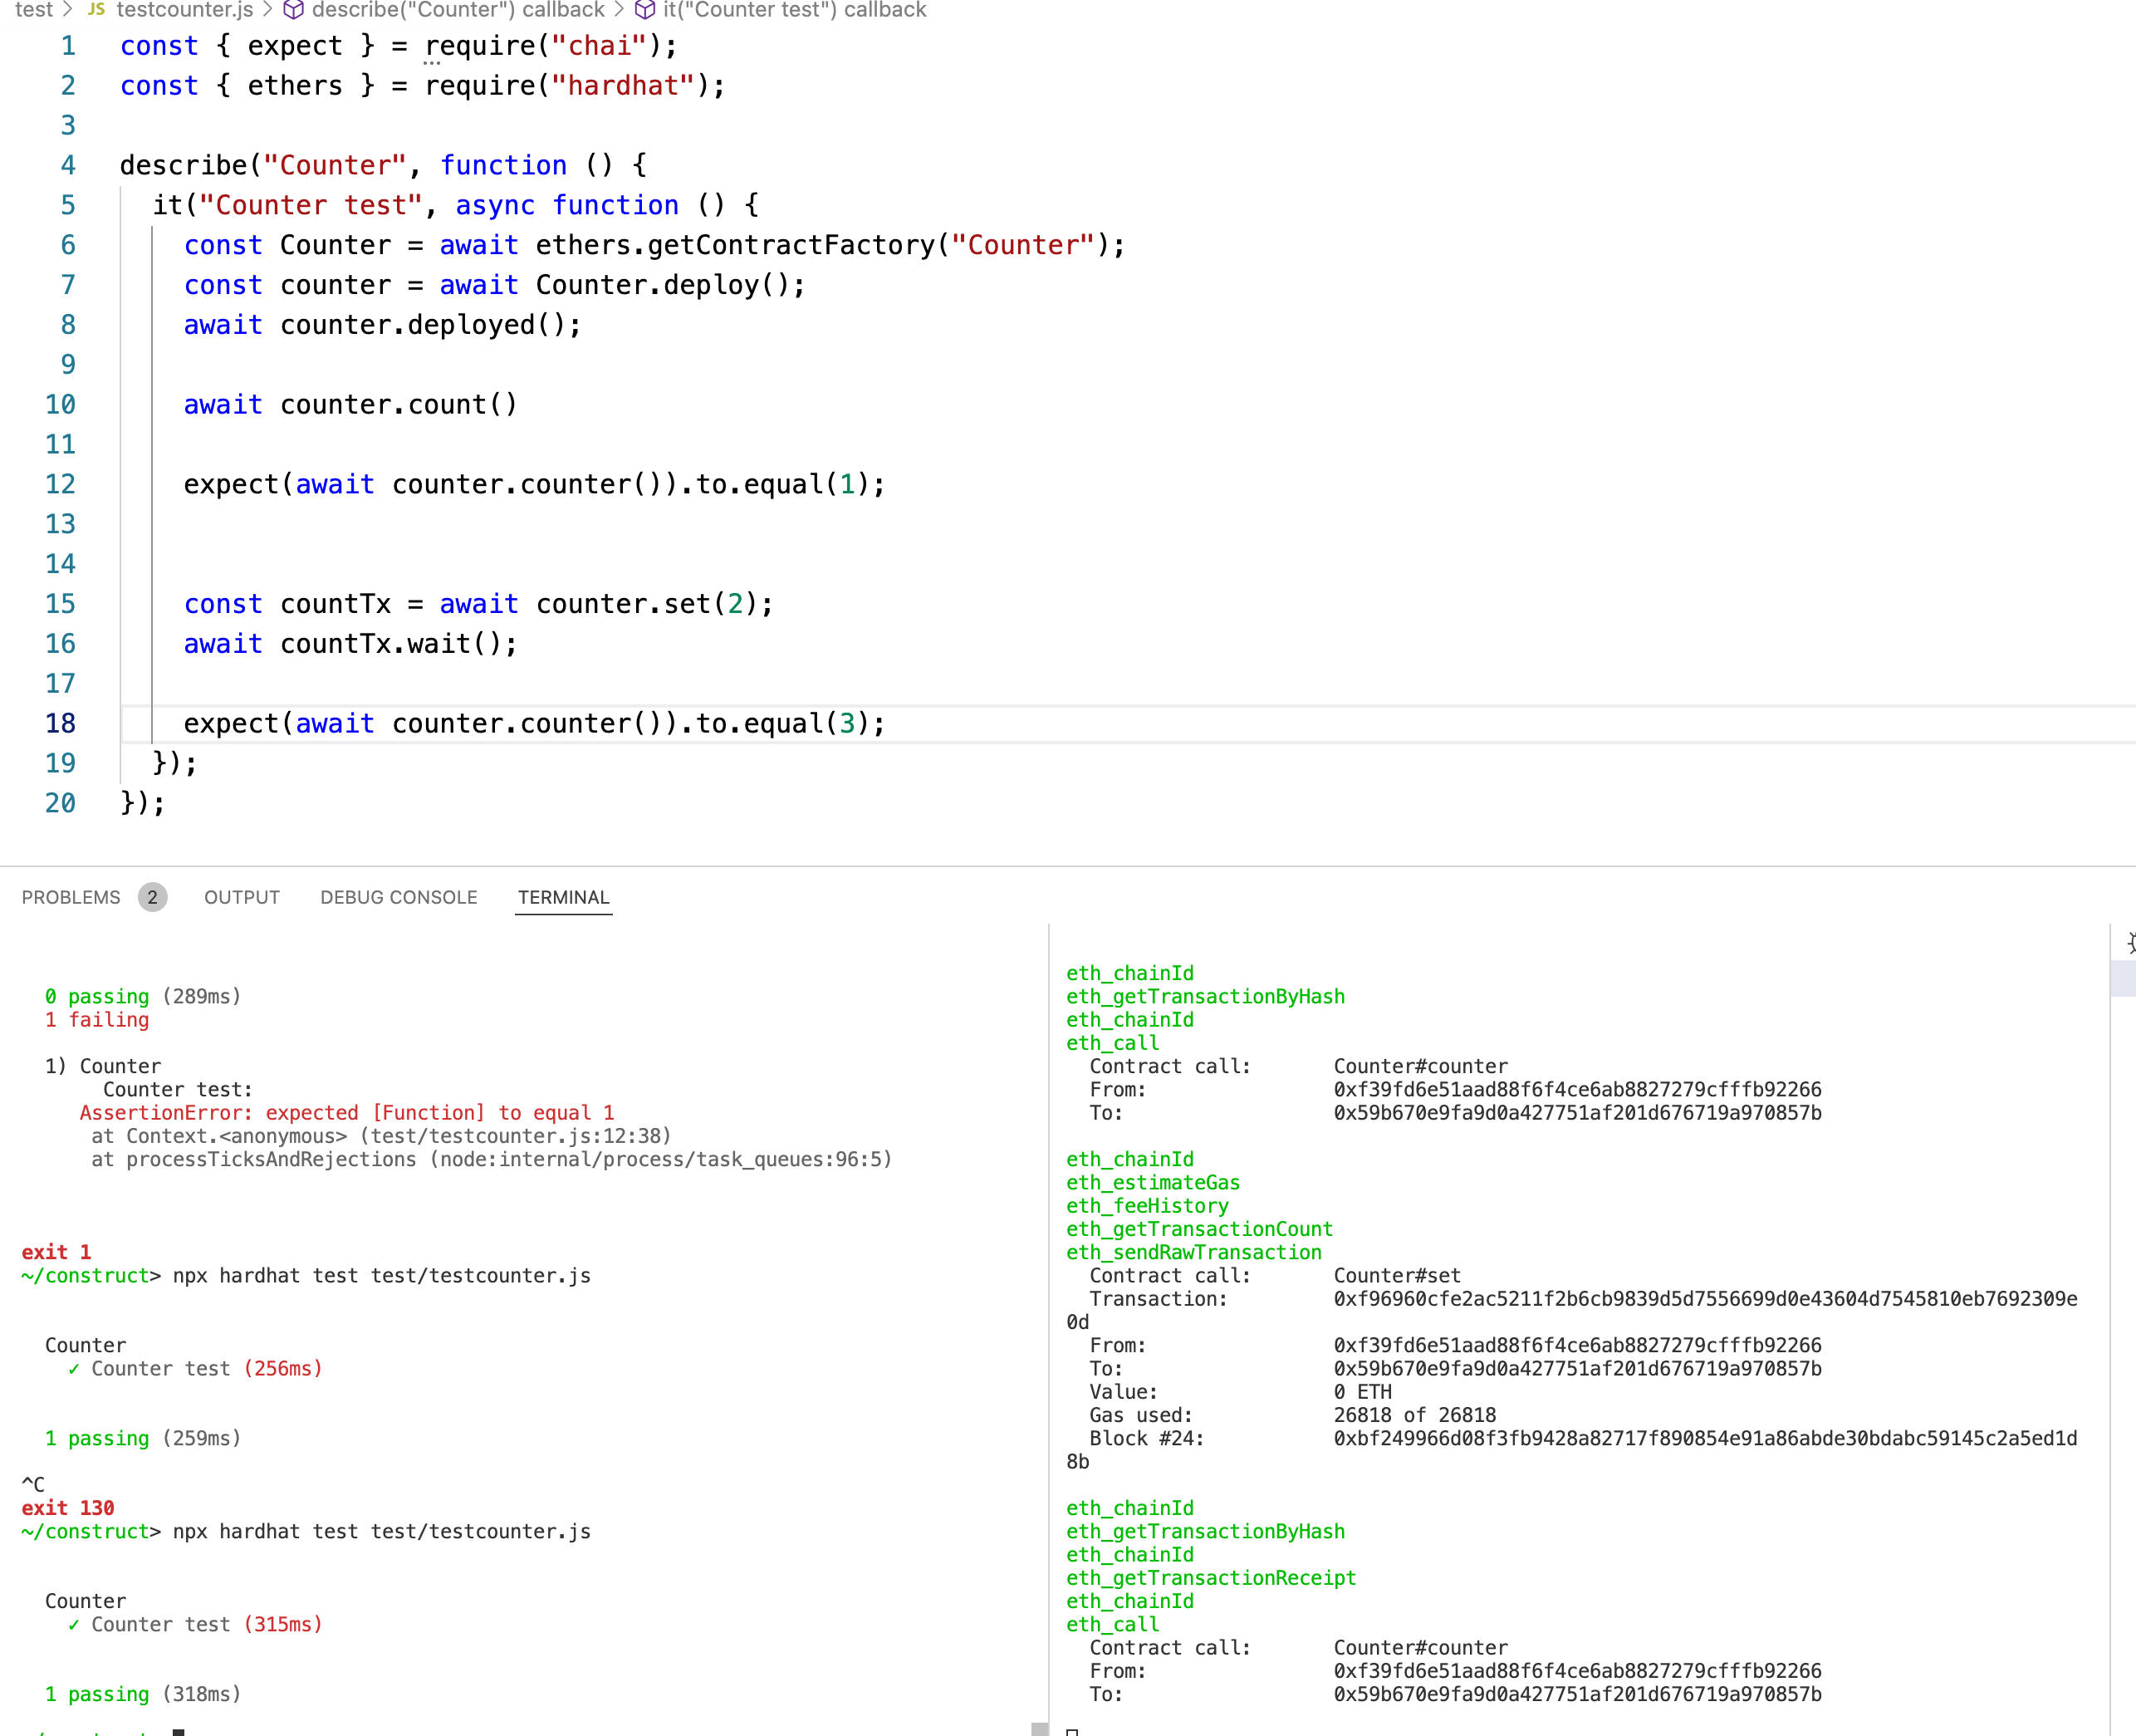 test > JS testcounter.js > describe("Counter") callback > it("Counter test") callback
1 const { expect } = require("chai");
2 const { ethers } = require("hardhat");
3
4 describe("Counter", function () {
5 it("Counter test", async function () {
6 const Counter = await ethers.getContractFactory("Counter");
7 const counter = await Counter.deploy();
8 await counter.deployed();
9
10 await counter.count()
11
12 expect(await counter.counter()).to.equal(1);
13
14
15 const countTx = await counter.set(2);
16 await countTx.wait();
17
18 expect(await counter.counter()).to.equal(3);
19 });
20 });
PROBLEMS 2 OUTPUT DEBUG CONSOLE TERMINAL
0 passing (289ms)
1 failing
1) Counter
Counter test:
AssertionError: expected [Function] to equal 1
at Context.<anonymous> (test/testcounter.js:12:38)
at processTicksAndRejections (node:internal/process/task_queues:96:5)
exit 1
~/construct> npx hardhat test test/testcounter.js
Counter
✓ Counter test (256ms)
1 passing (259ms)
^C
exit 130
~/construct> npx hardhat test test/testcounter.js
Counter
✓ Counter test (315ms)
1 passing (318ms)
eth_chainId
eth_getTransactionByHash
eth_chainId
eth_call
Contract call: Counter#counter
From: 0xf39fd6e51aad88f6f4ce6ab8827279cfffb92266
To: 0x59b670e9fa9d0a427751af201d676719a970857b
eth_chainId
eth_estimateGas
eth_feeHistory
eth_getTransactionCount
eth_sendRawTransaction
Contract call: Counter#set
Transaction: 0xf96960cfe2ac5211f2b6cb9839d5d7556699d0e43604d7545810eb7692309e
0d
From: 0xf39fd6e51aad88f6f4ce6ab8827279cfffb92266
To: 0x59b670e9fa9d0a427751af201d676719a970857b
Value: 0 ETH
Gas used: 26818 of 26818
Block #24: 0xbf249966d08f3fb9428a82717f890854e91a86abde30bdabc59145c2a5ed1d
8b
eth_chainId
eth_getTransactionByHash
eth_chainId
eth_getTransactionReceipt
eth_chainId
eth_call
Contract call: Counter#counter
From: 0xf39fd6e51aad88f6f4ce6ab8827279cfffb92266
To: 0x59b670e9fa9d0a427751af201d676719a970857b